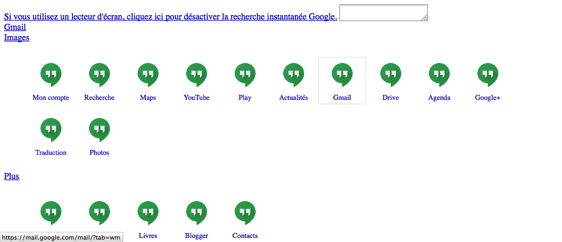 Si vous utilisez un lecteur d'écran, cliquez ici pour désactiver la recherche instantanée Google.
Gmail
Images
Mon compte Recherche Maps YouTube Play Actualités Gmail Drive Agenda Google+
Traduction Photos
Plus
https://mail.google.com/mail/?tab=wm Livres Blogger Contacts